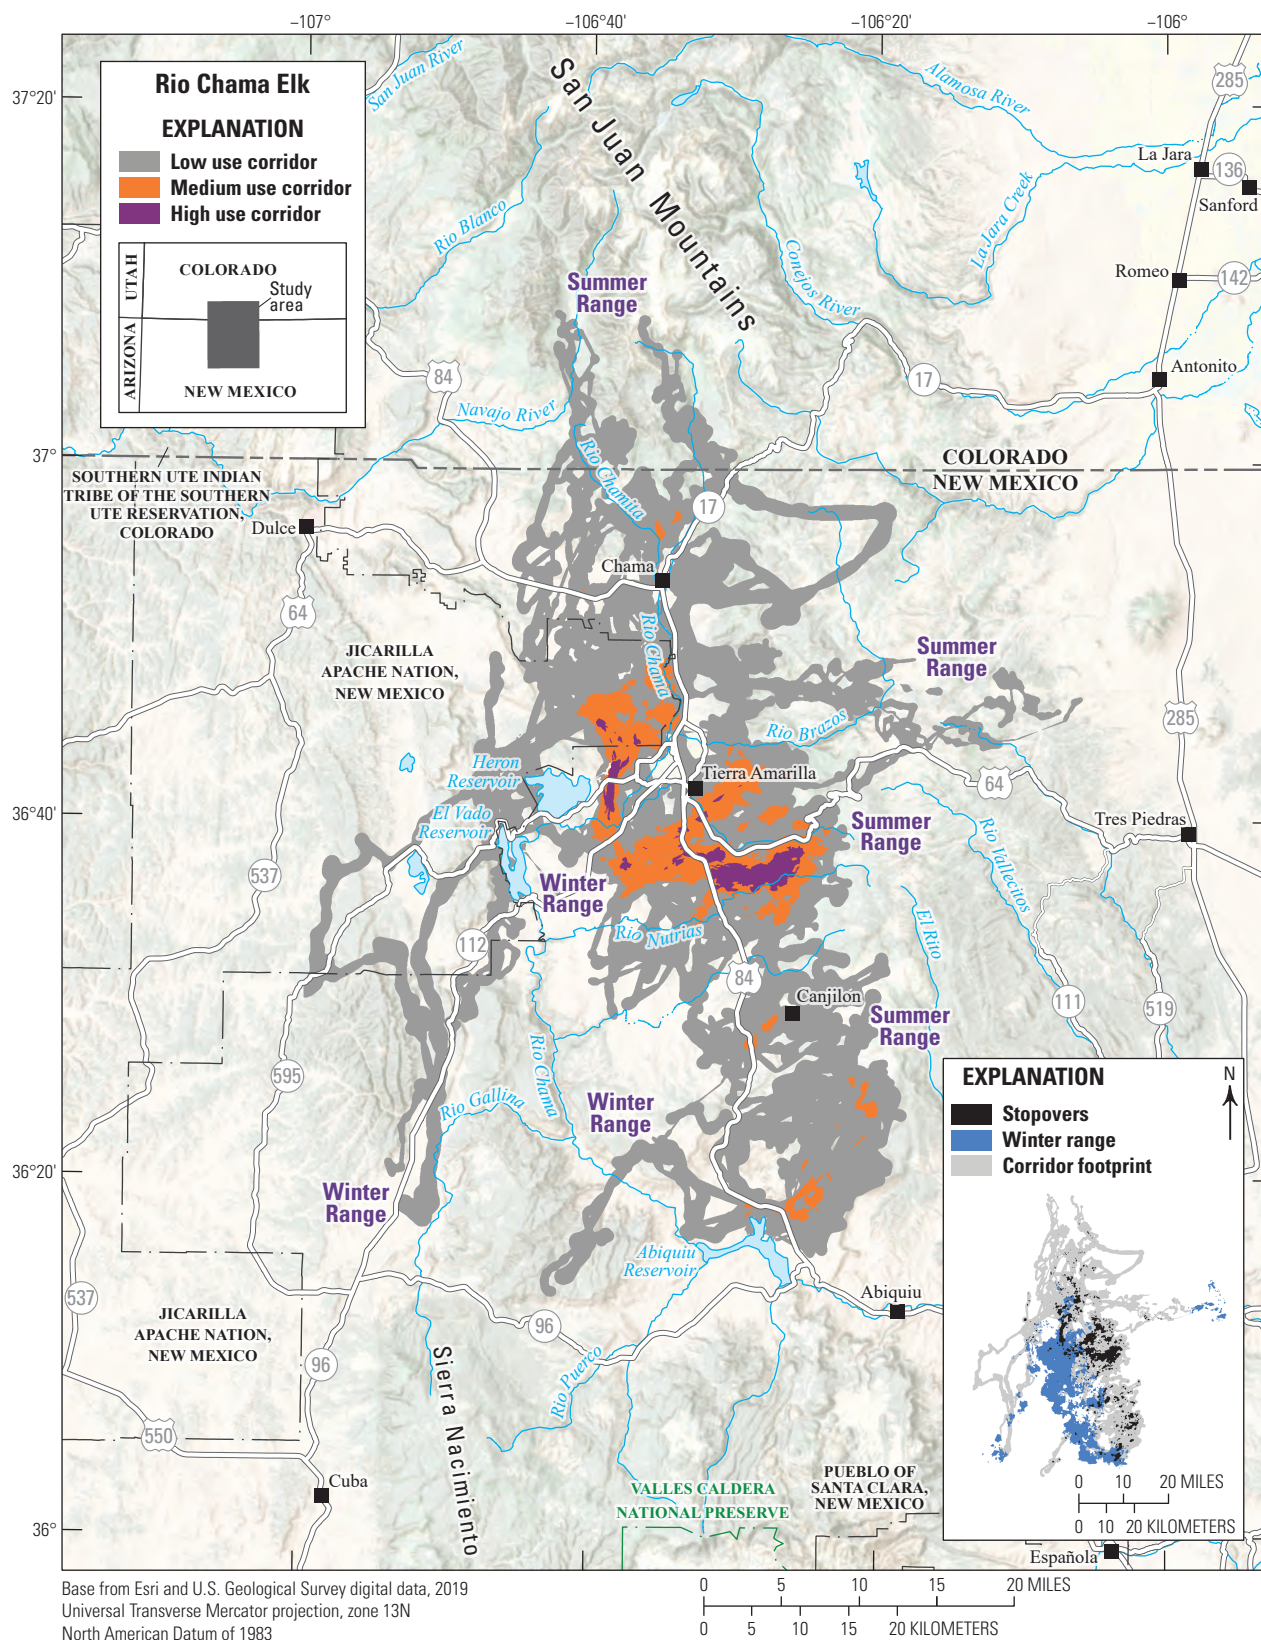 −107°
−106°40'
−106°20'
−106°
37°20'
37°
36°40'
36°20'
36°
Rio Chama Elk
EXPLANATION
Low use corridor
Medium use corridor
High use corridor
UTAH
COLORADO
Study
area
ARIZONA
NEW MEXICO
San Juan River
San Juan Mountains
Alamosa River
285
La Jara
136
Sanford
La Jara Creek
Rio Blanco
Conejos River
Romeo
142
Summer
Range
Antonito
84
17
Navajo River
Rio Chamita
COLORADO
NEW MEXICO
SOUTHERN UTE INDIAN
TRIBE OF THE SOUTHERN
UTE RESERVATION,
COLORADO
17
Dulce
Chama
64
Rio Chama
JICARILLA
APACHE NATION,
NEW MEXICO
Summer
Range
285
Rio Brazos
Heron
Reservoir
Tierra Amarilla
64
El Vado
Reservoir
Tres Piedras
Summer
Range
Rio Vallecitos
537
Winter
Range
El Rito
Rio Nutrias
112
84
Canjilon
111
519
Summer
Range
Rio Chama
595
Rio Gallina
Winter
Range
Winter
Range
Abiquiu
Reservoir
Abiquiu
537
JICARILLA
APACHE NATION,
NEW MEXICO
96
96
Rio Puerco
Sierra Nacimiento
550
Cuba
VALLES CALDERA
NATIONAL PRESERVE
PUEBLO OF
SANTA CLARA,
NEW MEXICO
Española
EXPLANATION
N
Stopovers
Winter range
Corridor footprint
0 10 20 MILES
0 10 20 KILOMETERS
Base from Esri and U.S. Geological Survey digital data, 2019
Universal Transverse Mercator projection, zone 13N
North American Datum of 1983
0 5 10 15 20 MILES
0 5 10 15 20 KILOMETERS